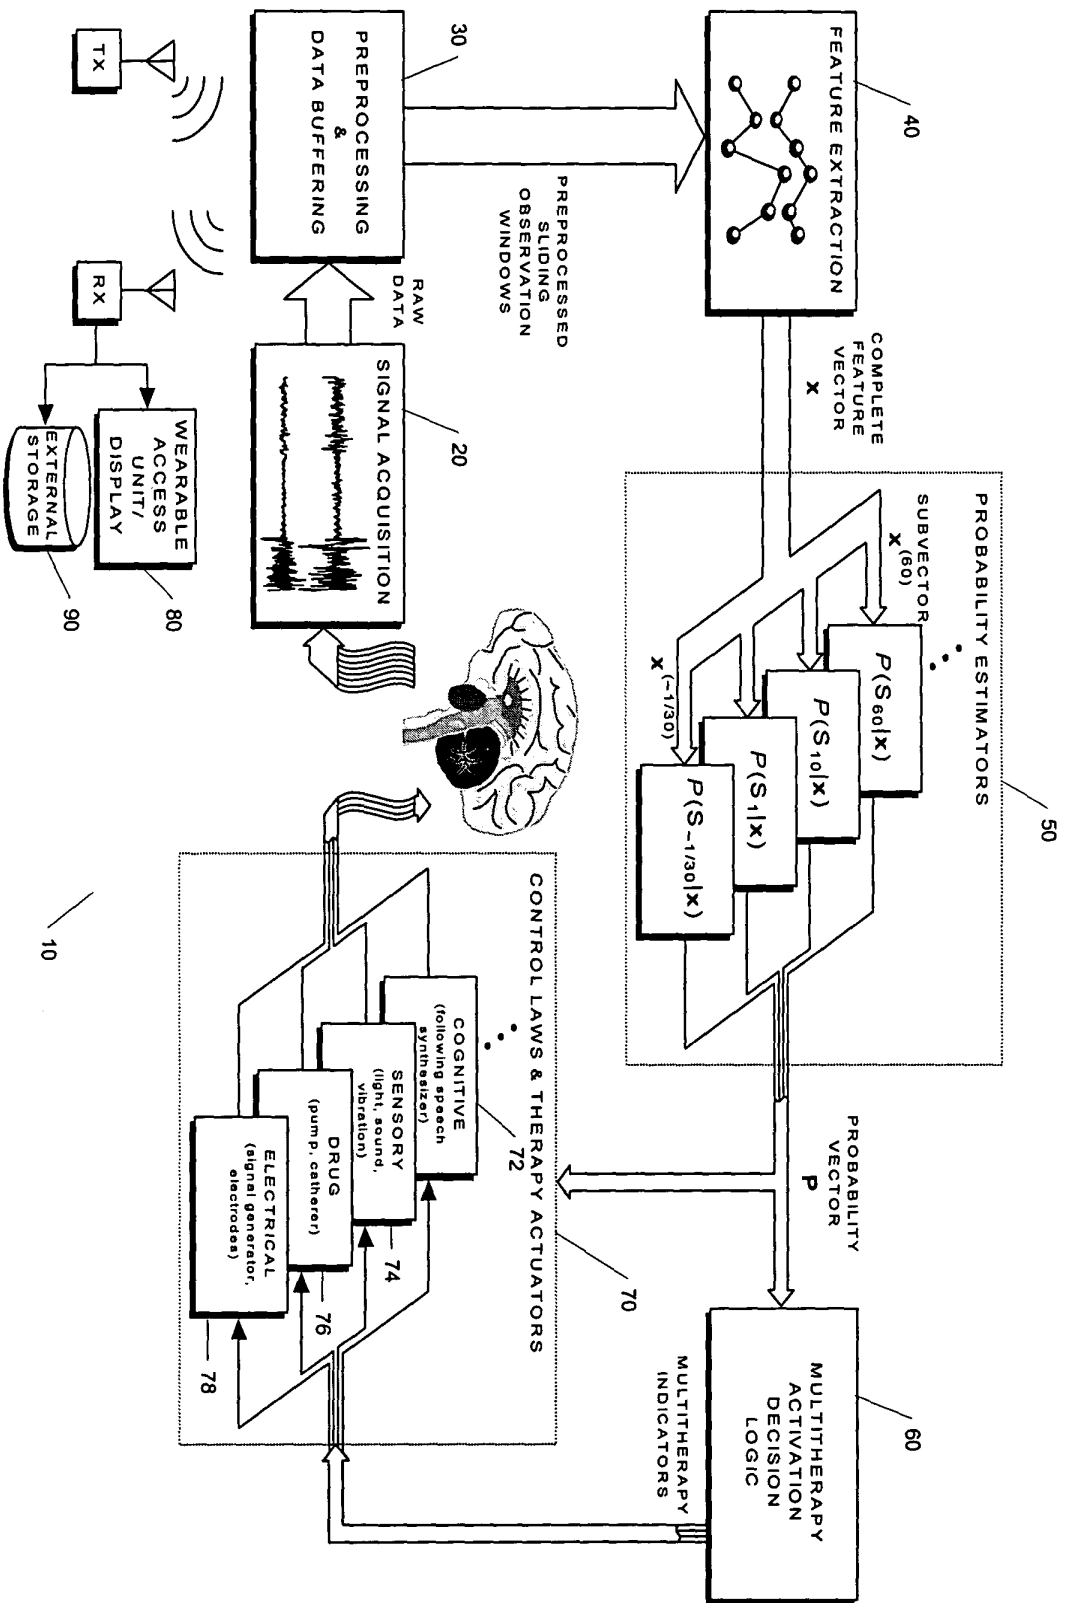 FEATURE EXTRACTION
40
COMPLETE
FEATURE
VECTOR
X
PROBABILITY ESTIMATORS
50
SUBVECTOR
X(60)
P(S60|x)
P(S10|x)
P(S1|x)
P(S-1/30|x)
X(-1/30)
PROBABILITY
VECTOR
P
MULTITHERAPY
ACTIVATION
DECISION
LOGIC
60
PREPROCESSED
SLIDING
OBSERVATION
WINDOWS
30
PREPROCESSING
&
DATA BUFFERING
RAW
DATA
SIGNAL ACQUISITION
20
CONTROL LAWS & THERAPY ACTUATORS
70
COGNITIVE
(following speech
synthesizer)
72
SENSORY
(light, sound,
vibration)
74
DRUG
(pump, catherer)
76
ELECTRICAL
(signal generator,
electrodes)
78
MULTITHERAPY
INDICATORS
TX
RX
WEARABLE
ACCESS
UNIT/
DISPLAY
80
EXTERNAL
STORAGE
90
10